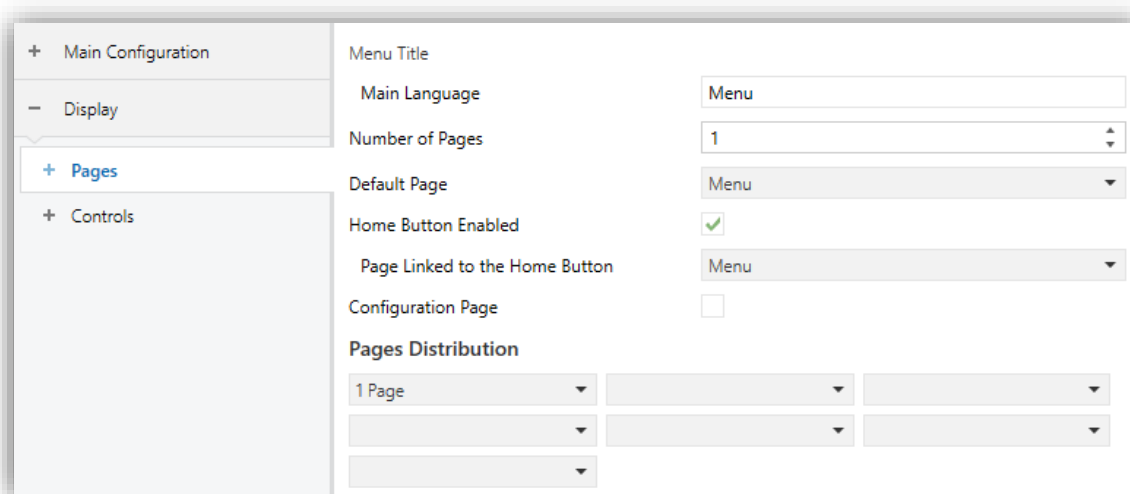 Main Configuration
Display
Pages
Controls
Menu Title
Main Language Menu
Number of Pages 1
Default Page Menu
Home Button Enabled
Page Linked to the Home Button Menu
Configuration Page
Pages Distribution
1 Page